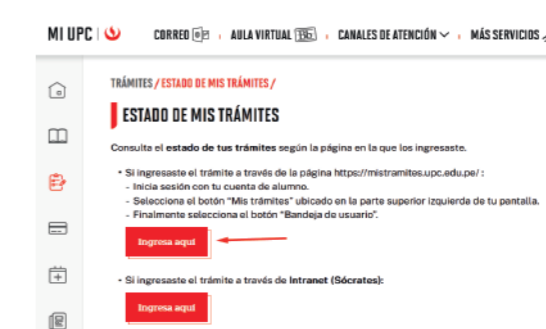 MI UPC
CORREO
AULA VIRTUAL
CANALES DE ATENCIÓN
MÁS SERVICIOS
TRÁMITES / ESTADO DE MIS TRÁMITES /
ESTADO DE MIS TRÁMITES
Consulta el estado de tus trámites según la página en la que los ingresaste.
• Si ingresaste el trámite a través de la página https://mistramites.upc.edu.pe/ :
- Inicia sesión con tu cuenta de alumno.
- Selecciona el botón "Mis trámites" ubicado en la parte superior izquierda de tu pantalla.
- Finalmente selecciona el botón "Bandeja de usuario".
Ingresa aquí
• Si ingresaste el trámite a través de Intranet (Sócrates):
Ingresa aquí